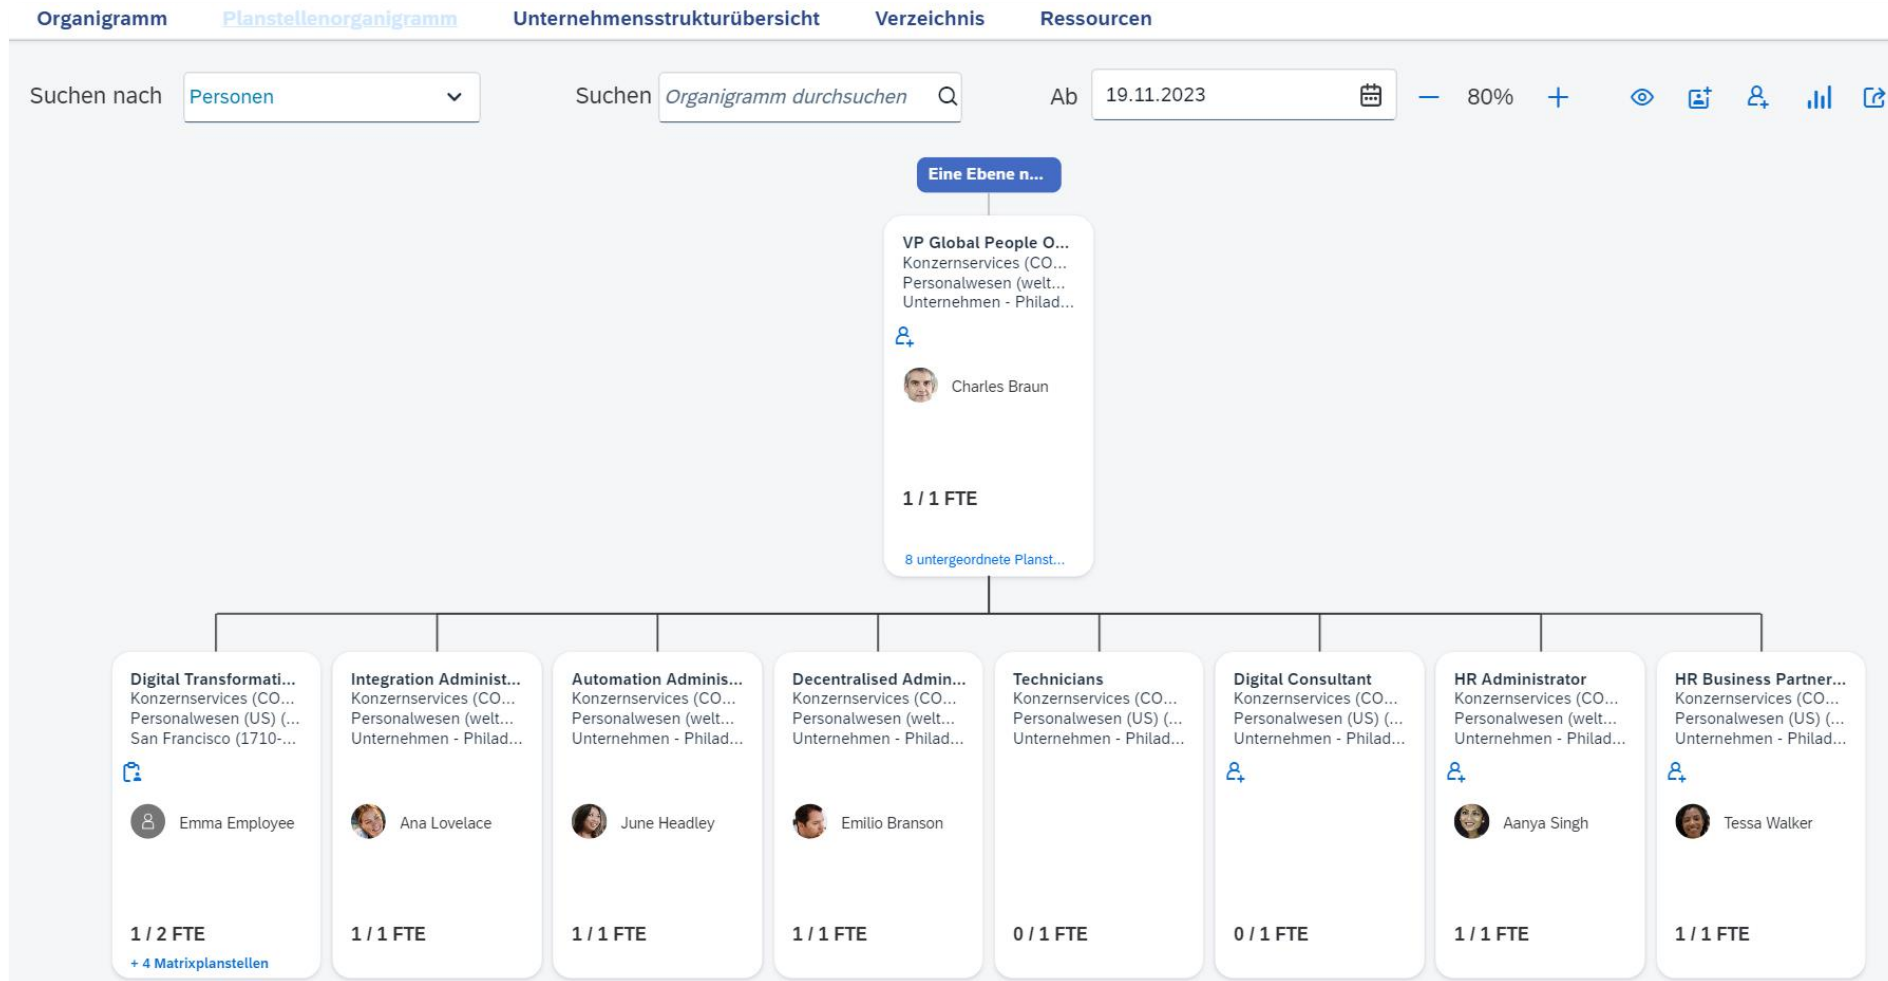 Organigramm Planstellenorganigramm Unternehmensstrukturübersicht Verzeichnis Ressourcen
Suchen nach Personen Suchen Organigramm durchsuchen Ab 19.11.2023 80%
Eine Ebene n...
VP Global People O...
Konzernservices (CO...
Personalwesen (welt...
Unternehmen - Philad...
Charles Braun
1 / 1 FTE
8 untergeordnete Planst...
Digital Transformati...
Konzernservices (CO...
Personalwesen (US) (...
San Francisco (1710-...
Emma Employee
1 / 2 FTE
+ 4 Matrixplanstellen
Integration Administ...
Konzernservices (CO...
Personalwesen (welt...
Unternehmen - Philad...
Ana Lovelace
1 / 1 FTE
Automation Adminis...
Konzernservices (CO...
Personalwesen (welt...
Unternehmen - Philad...
June Headley
1 / 1 FTE
Decentralised Admin...
Konzernservices (CO...
Personalwesen (welt...
Unternehmen - Philad...
Emilio Branson
1 / 1 FTE
Technicians
Konzernservices (CO...
Personalwesen (US) (...
Unternehmen - Philad...
0 / 1 FTE
Digital Consultant
Konzernservices (CO...
Personalwesen (US) (...
Unternehmen - Philad...
0 / 1 FTE
HR Administrator
Konzernservices (CO...
Personalwesen (welt...
Unternehmen - Philad...
Aanya Singh
1 / 1 FTE
HR Business Partner...
Konzernservices (CO...
Personalwesen (US) (...
Unternehmen - Philad...
Tessa Walker
1 / 1 FTE